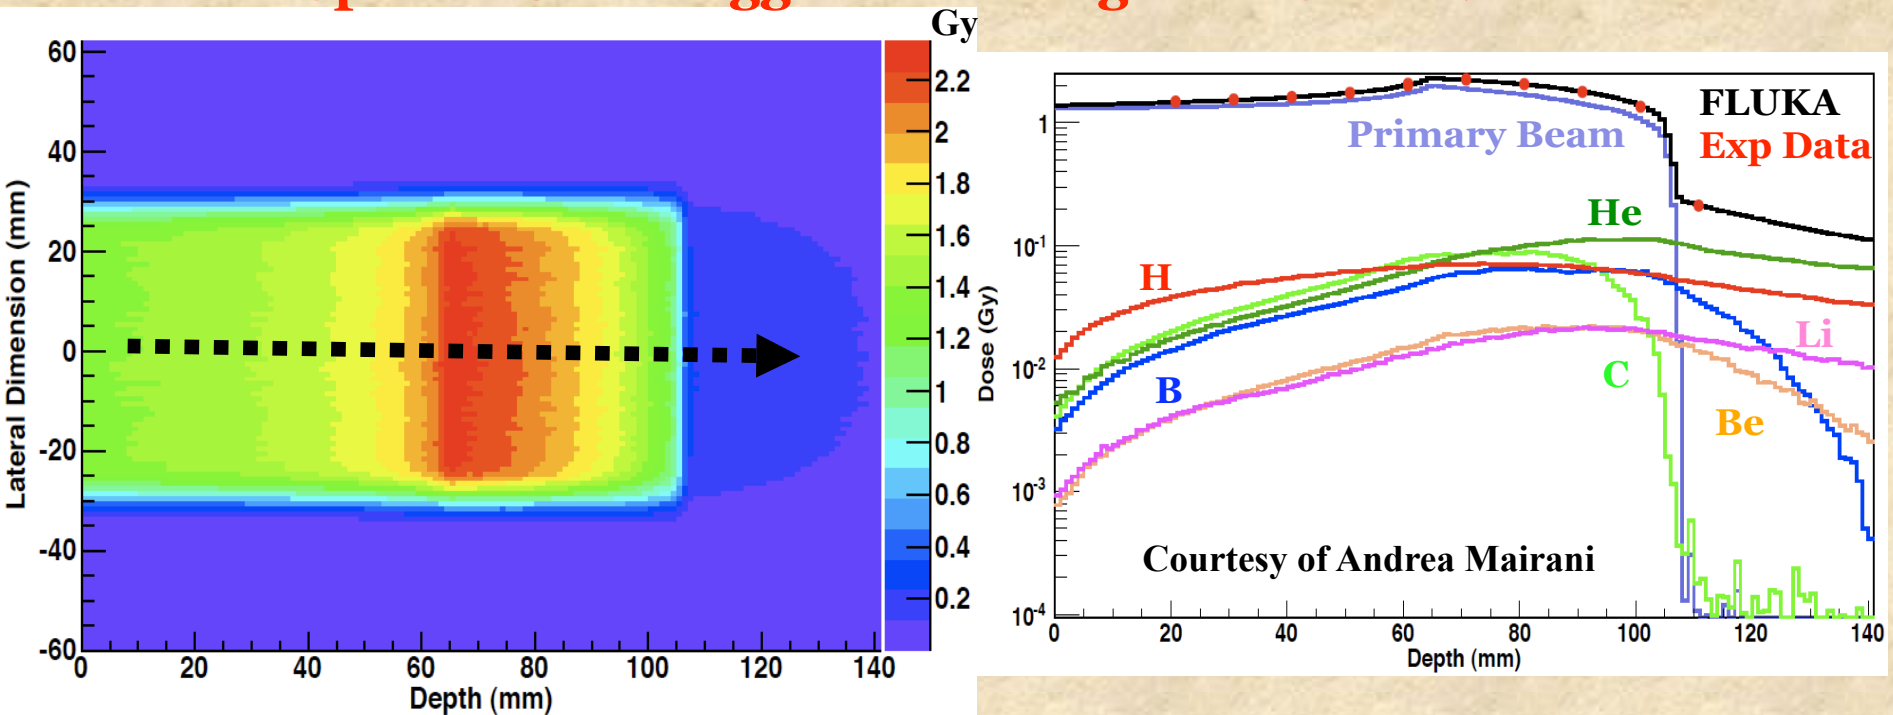 Gy
60
40
20
0
-20
-40
-60
Lateral Dimension (mm)
0 20 40 60 80 100 120 140
Depth (mm)
2.2
2
1.8
1.6
1.4
1.2
1
0.8
0.6
0.4
0.2
Dose (Gy)
1
10-1
10-2
10-3
10-4
FLUKA
Exp Data
Primary Beam
He
H
Li
C
B
Be
Courtesy of Andrea Mairani
0 20 40 60 80 100 120 140
Depth (mm)